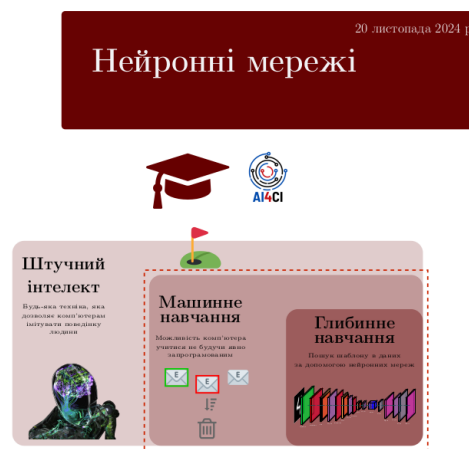 20 листопада 2024 р
Нейронні мережі
AI4CI
Штучний
інтелект
Будь-яка техніка, яка
дозволяє комп'ютерам
імітувати поведінку
людини
Машинне
навчання
Можливість комп'ютера
учитися не будучи явно
запрограмованим
E
E
E
Глибинне
навчання
Пошук шаблону в даних
за допомогою нейронних мереж